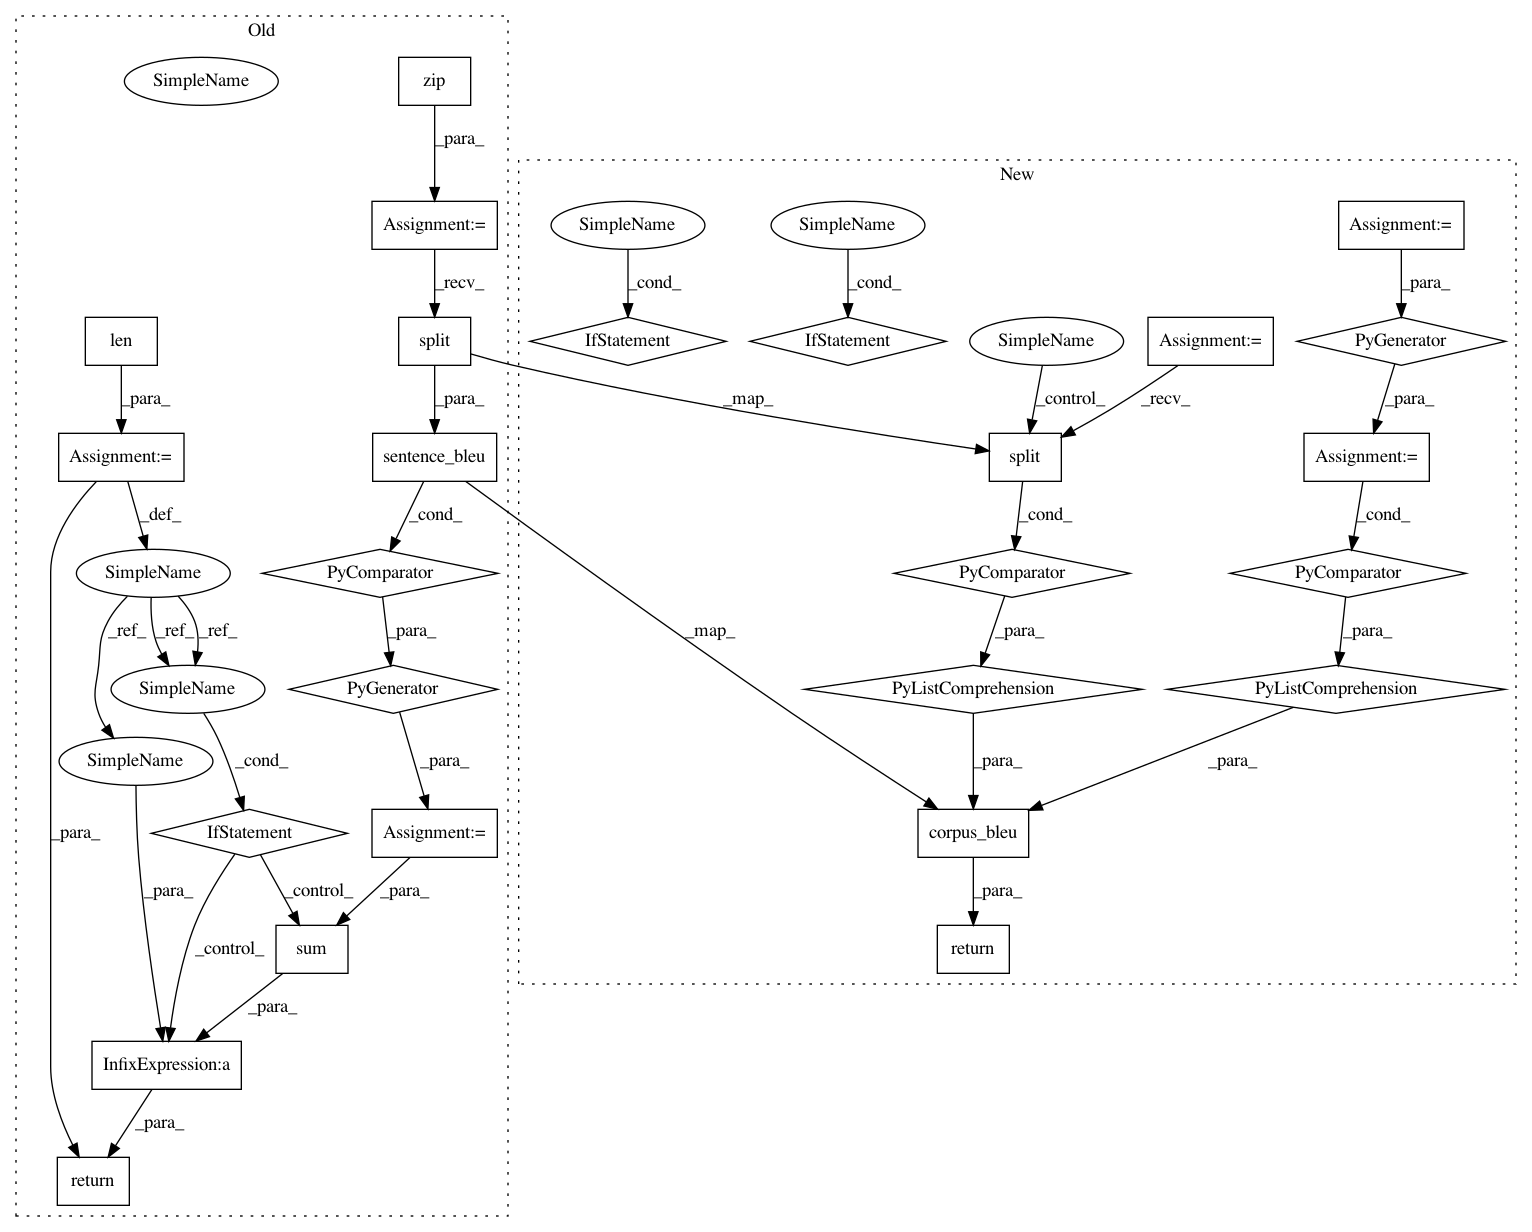 Old
SimpleName
zip
_para_
New
Assignment:=
SimpleName
SimpleName
Assignment:=
_recv_
_cond_
_cond_
_para_
len
split
IfStatement
IfStatement
SimpleName
Assignment:=
PyGenerator
_para_
_para_
_map_
_control_
_recv_
_para_
Assignment:=
sentence_bleu
split
Assignment:=
_def_
_cond_
_cond_
_cond_
SimpleName
PyComparator
PyComparator
PyComparator
_ref_
_ref_
_ref_
_para_
_map_
_para_
_para_
SimpleName
PyGenerator
PyListComprehension
PyListComprehension
SimpleName
_cond_
_para_
_para_
_para_
IfStatement
Assignment:=
corpus_bleu
_para_
_para_
_control_
_para_
_para_
sum
return
_control_
_para_
InfixExpression:a
_para_
return